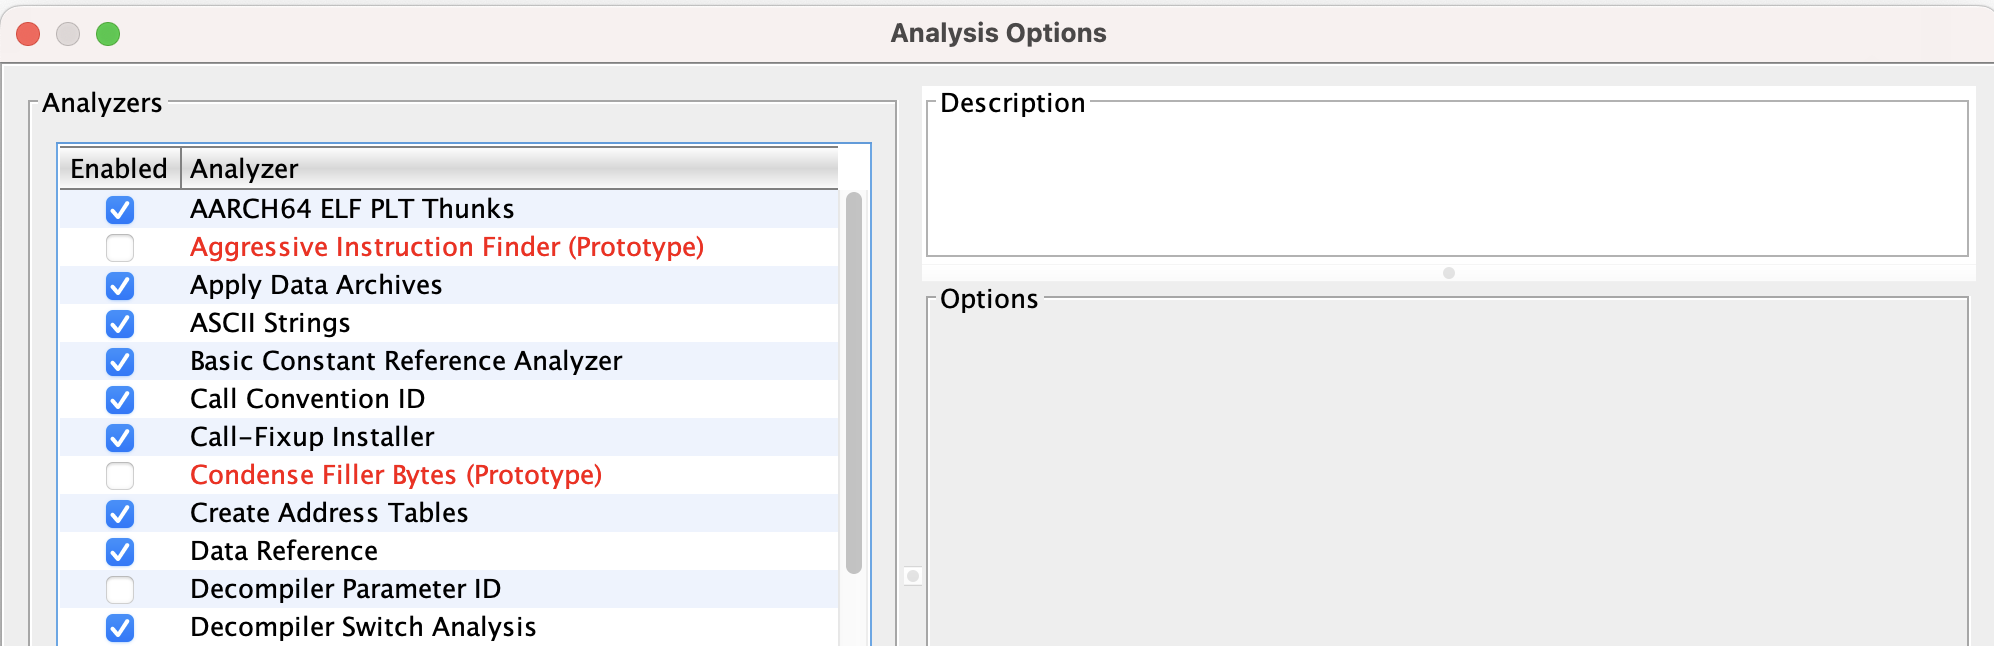 Analysis Options
Analyzers
Enabled Analyzer
AARCH64 ELF PLT Thunks
Aggressive Instruction Finder (Prototype)
Apply Data Archives
ASCII Strings
Basic Constant Reference Analyzer
Call Convention ID
Call-Fixup Installer
Condense Filler Bytes (Prototype)
Create Address Tables
Data Reference
Decompiler Parameter ID
Decompiler Switch Analysis
Description
Options